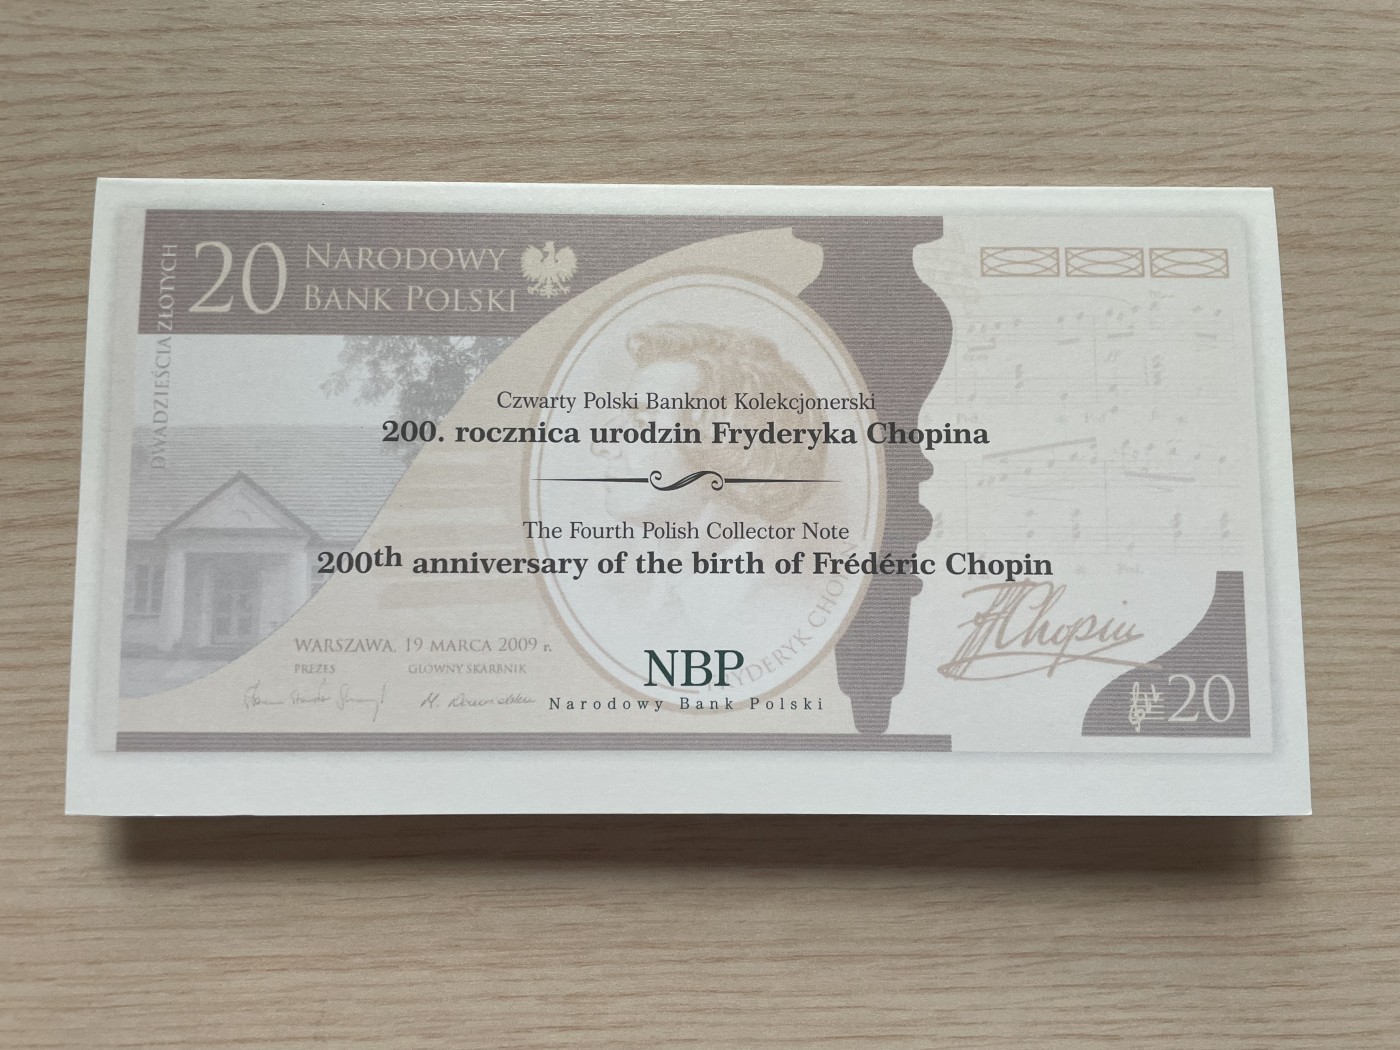 20 NARODOWY
BANK POLSKI
DWADZIEŚCIA ZŁOTYCH
Czwarty Polski Banknot Kolekcjonerski
200. rocznica urodzin Fryderyka Chopina
The Fourth Polish Collector Note
200th anniversary of the birth of Frédéric Chopin
FRYDERYK CHOPIN
FChopin
WARSZAWA, 19 MARCA 2009 r.
PREZES GŁÓWNY SKARBNIK
NBP
Narodowy Bank Polski
20